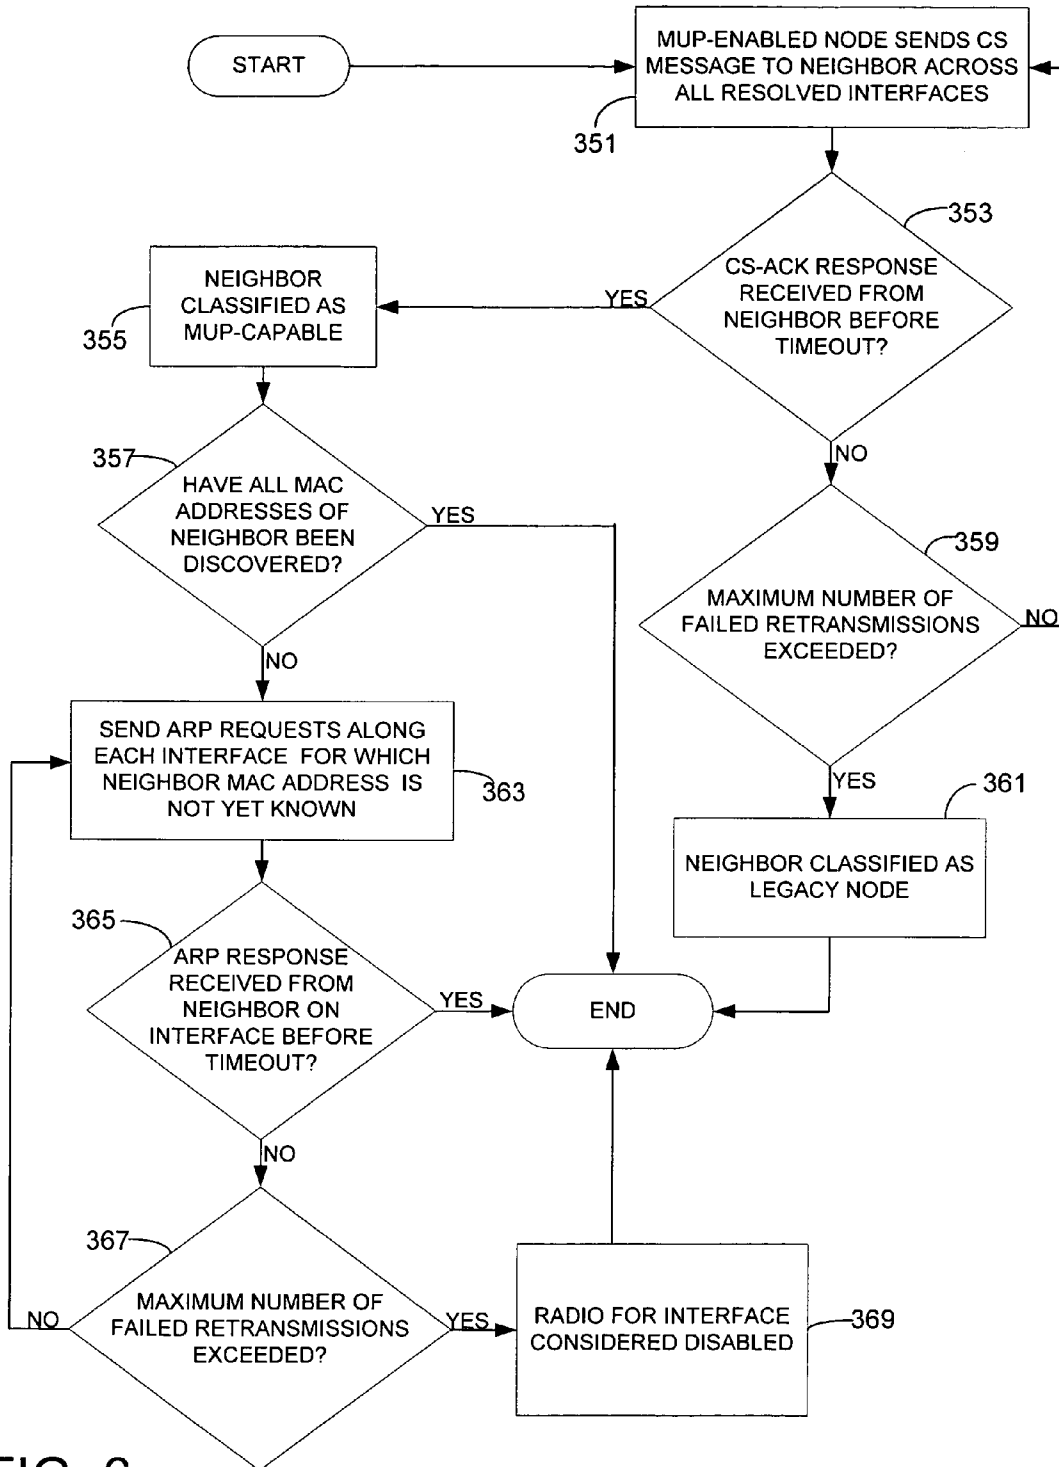 START
MUP-ENABLED NODE SENDS CS
MESSAGE TO NEIGHBOR ACROSS
ALL RESOLVED INTERFACES
351
353
CS-ACK RESPONSE
RECEIVED FROM
NEIGHBOR BEFORE
TIMEOUT?
YES
NEIGHBOR
CLASSIFIED AS
MUP-CAPABLE
355
NO
357
HAVE ALL MAC
ADDRESSES OF
NEIGHBOR BEEN
DISCOVERED?
YES
359
MAXIMUM NUMBER OF
FAILED RETRANSMISSIONS
EXCEEDED?
NO
NO
SEND ARP REQUESTS ALONG
EACH INTERFACE FOR WHICH
NEIGHBOR MAC ADDRESS IS
NOT YET KNOWN
363
YES
361
NEIGHBOR CLASSIFIED AS
LEGACY NODE
365
ARP RESPONSE
RECEIVED FROM
NEIGHBOR ON
INTERFACE BEFORE
TIMEOUT?
YES
END
NO
367
MAXIMUM NUMBER OF
FAILED RETRANSMISSIONS
EXCEEDED?
NO
YES
RADIO FOR INTERFACE
CONSIDERED DISABLED
369